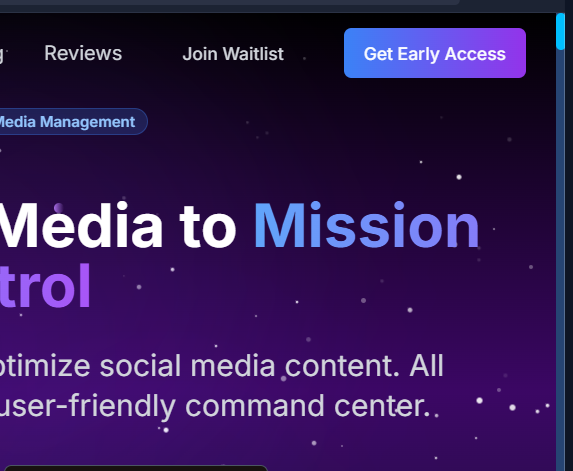 Reviews Join Waitlist Get Early Access
Media Management
Media to Mission
trol
optimize social media content. All
user-friendly command center.